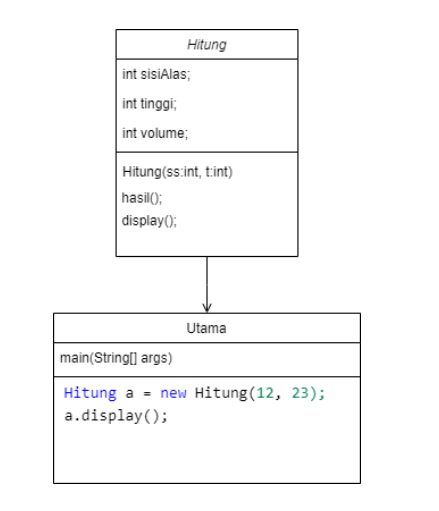 Hitung
int sisiAlas;
int tinggi;
int volume;
Hitung(ss:int, t:int)
hasil();
display();
Utama
main(String[] args)
Hitung a = new Hitung(12, 23);
a.display();